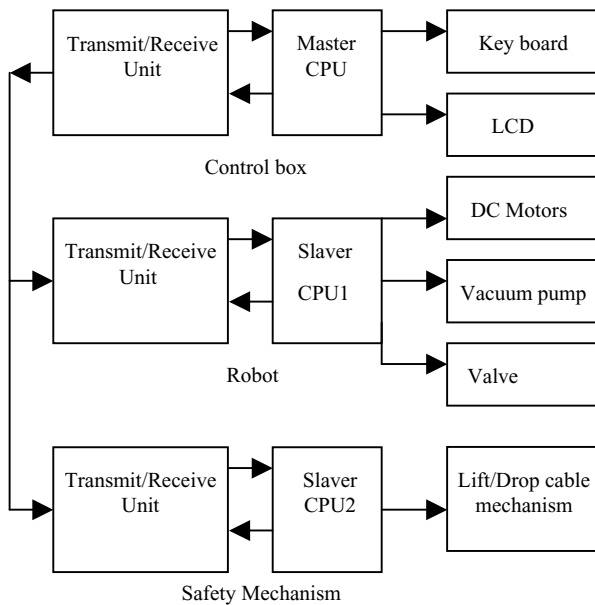 Transmit/Receive
Unit
Master
CPU
Key board
LCD
Control box
Transmit/Receive
Unit
Slaver
CPU1
DC Motors
Vacuum pump
Valve
Robot
Transmit/Receive
Unit
Slaver
CPU2
Lift/Drop cable
mechanism
Safety Mechanism